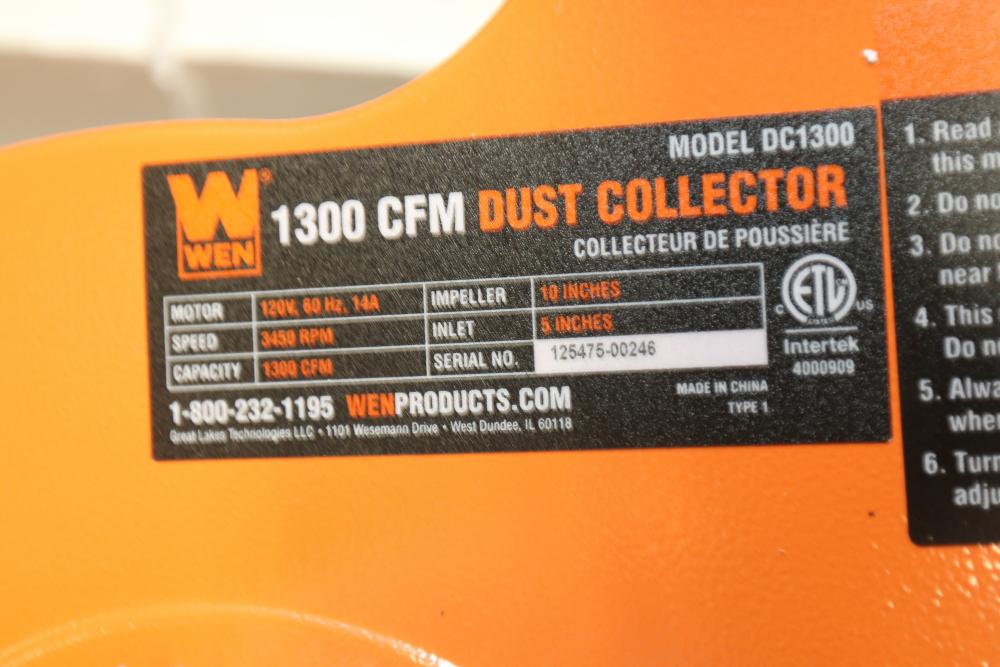 MODEL DC1300
W®
WEN
1300 CFM DUST COLLECTOR
COLLECTEUR DE POUSSIÈRE
MOTOR 120V, 60 Hz, 14A IMPELLER 10 INCHES
SPEED 3450 RPM INLET 5 INCHES
CAPACITY 1300 CFM SERIAL NO. 125475-00246
ETL
C US
Intertek
4000909
1-800-232-1195 WENPRODUCTS.COM
MADE IN CHINA
TYPE 1
Great Lakes Technologies LLC • 1101 Wesemann Drive • West Dundee, IL 60118
1. Read
this m
2. Do no
3. Do no
near
4. This
Do n
5. Alwa
whe
6. Turn
adju